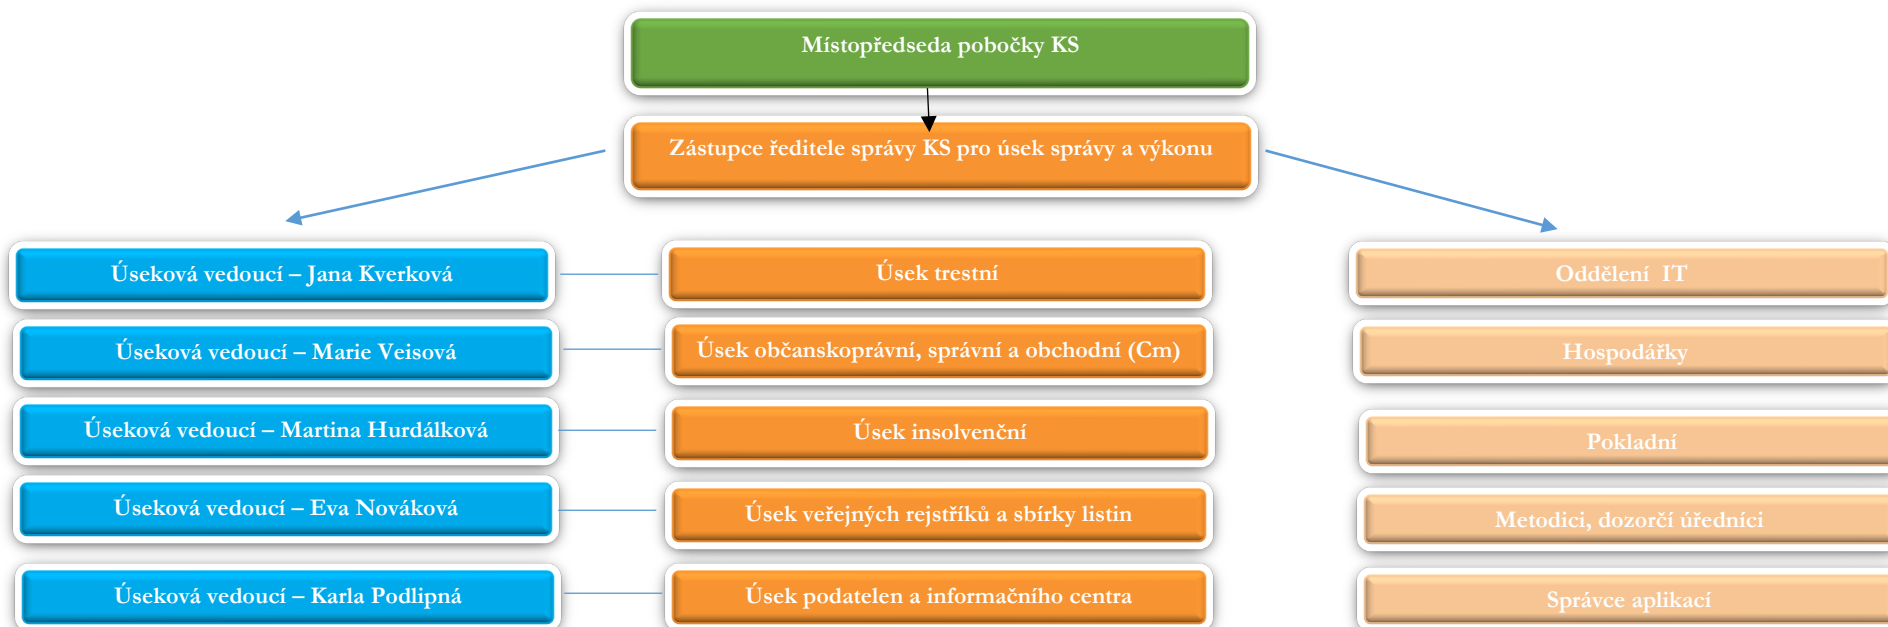 Místopředseda pobočky KS
Zástupce ředitele správy KS pro úsek správy a výkonu
Úseková vedoucí – Jana Kverková
Úsek trestní
Oddělení IT
Úseková vedoucí – Marie Veisová
Úsek občanskoprávní, správní a obchodní (Cm)
Hospodářky
Úseková vedoucí – Martina Hurdálková
Úsek insolvenční
Pokladní
Úseková vedoucí – Eva Nováková
Úsek veřejných rejstříků a sbírky listin
Metodici, dozorčí úředníci
Úseková vedoucí – Karla Podlipná
Úsek podatelen a informačního centra
Správce aplikací